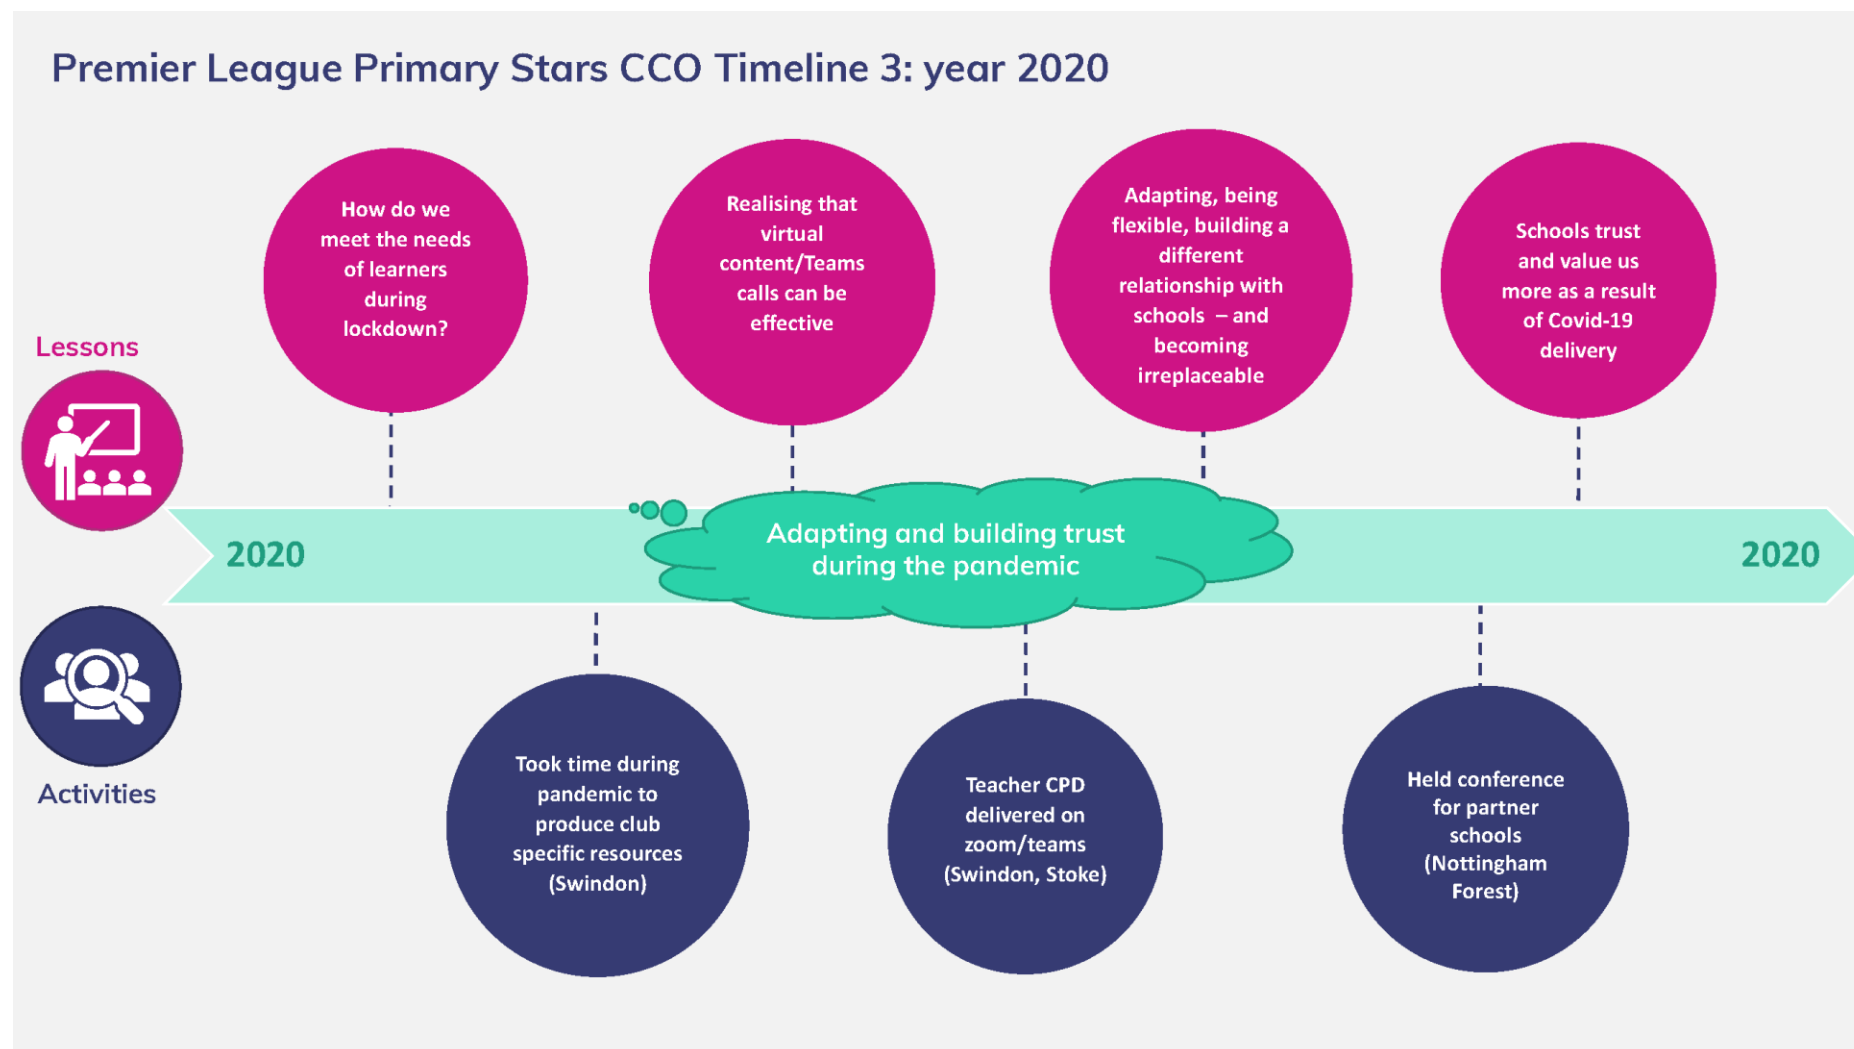 Premier League Primary Stars CCO Timeline 3: year 2020
How do we
meet the needs
of learners
during
lockdown?
Realising that
virtual
content/Teams
calls can be
effective
Adapting, being
flexible, building a
different
relationship with
schools – and
becoming
irreplaceable
Schools trust
and value us
more as a result
of Covid-19
delivery
Lessons
2020
Adapting and building trust
during the pandemic
2020
Activities
Took time during
pandemic to
produce club
specific resources
(Swindon)
Teacher CPD
delivered on
zoom/teams
(Swindon, Stoke)
Held conference
for partner
schools
(Nottingham
Forest)